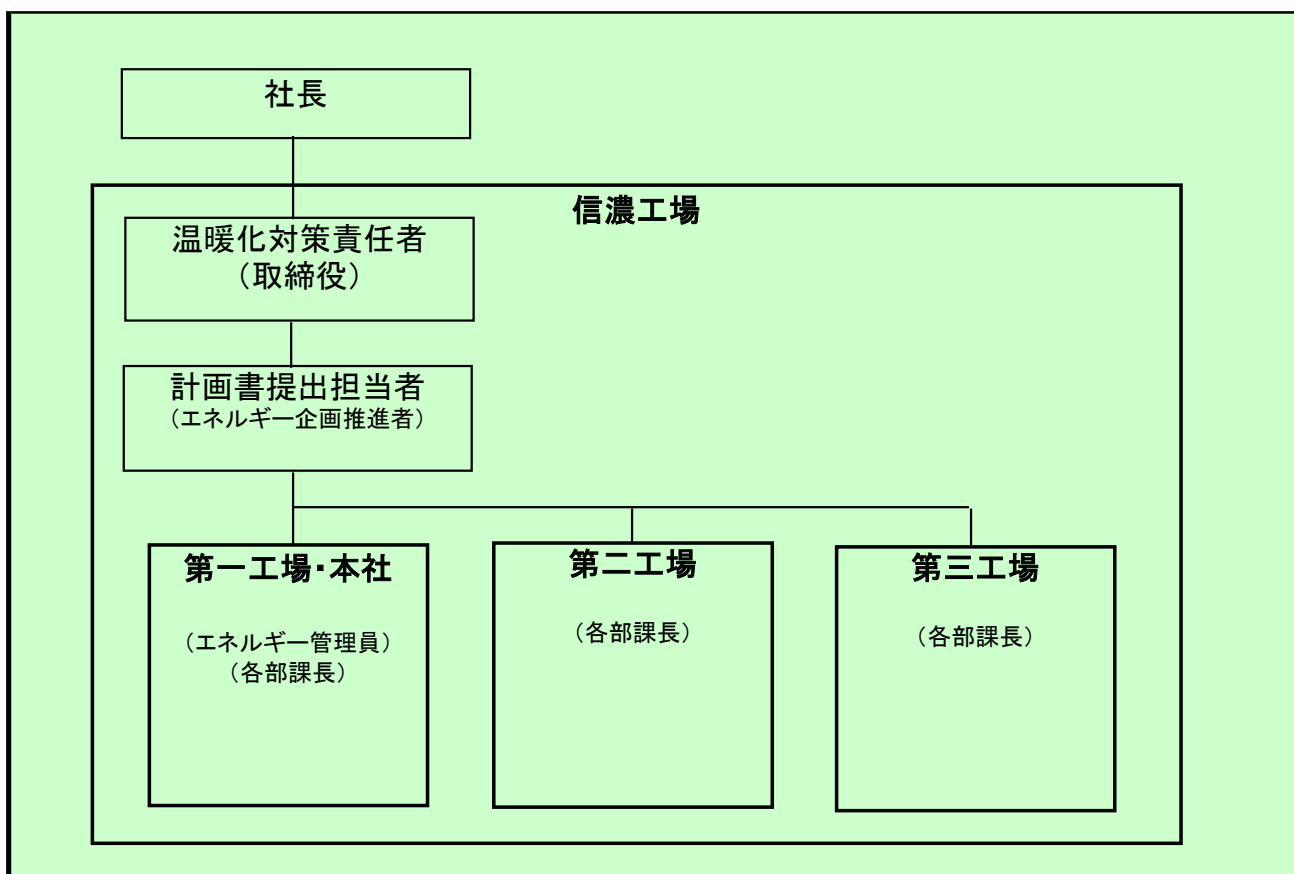 社長
信濃工場
温暖化対策責任者
（取締役）
計画書提出担当者
（エネルギー企画推進者）
第一工場・本社
（エネルギー管理員）
（各部課長）
第二工場
（各部課長）
第三工場
（各部課長）